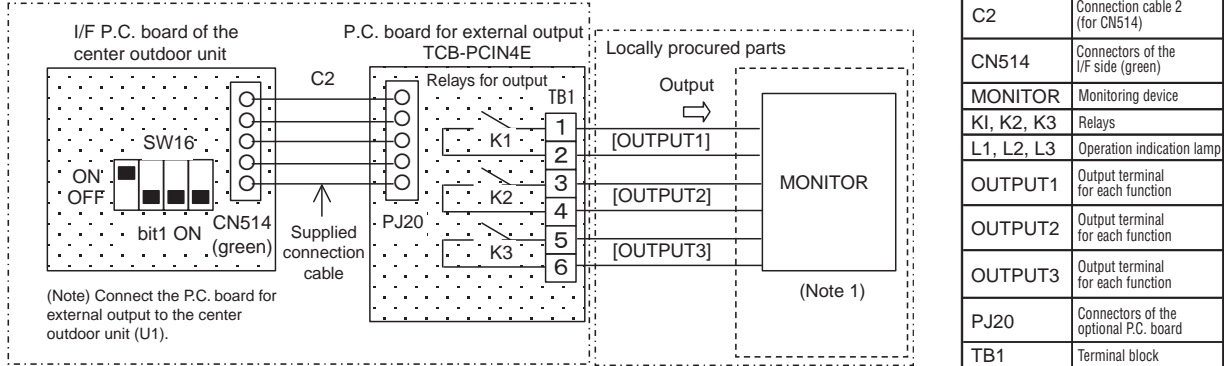 I/F P.C. board of the
center outdoor unit
P.C. board for external output
TCB-PCIN4E
Locally procured parts
C2
Relays for output
TB1
Output
SW16
ON
OFF
bit1 ON
CN514
(green)
Supplied
connection
cable
PJ20
K1
K2
K3
1
2
3
4
5
6
[OUTPUT1]
[OUTPUT2]
[OUTPUT3]
MONITOR
(Note 1)
(Note) Connect the P.C. board for
external output to the center
outdoor unit (U1).
C2 Connection cable 2
(for CN514)
CN514 Connectors of the
I/F side (green)
MONITOR Monitoring device
KI, K2, K3 Relays
L1, L2, L3 Operation indication lamp
OUTPUT1 Output terminal
for each function
OUTPUT2 Output terminal
for each function
OUTPUT3 Output terminal
for each function
PJ20 Connectors of the
optional P.C. board
TB1 Terminal block